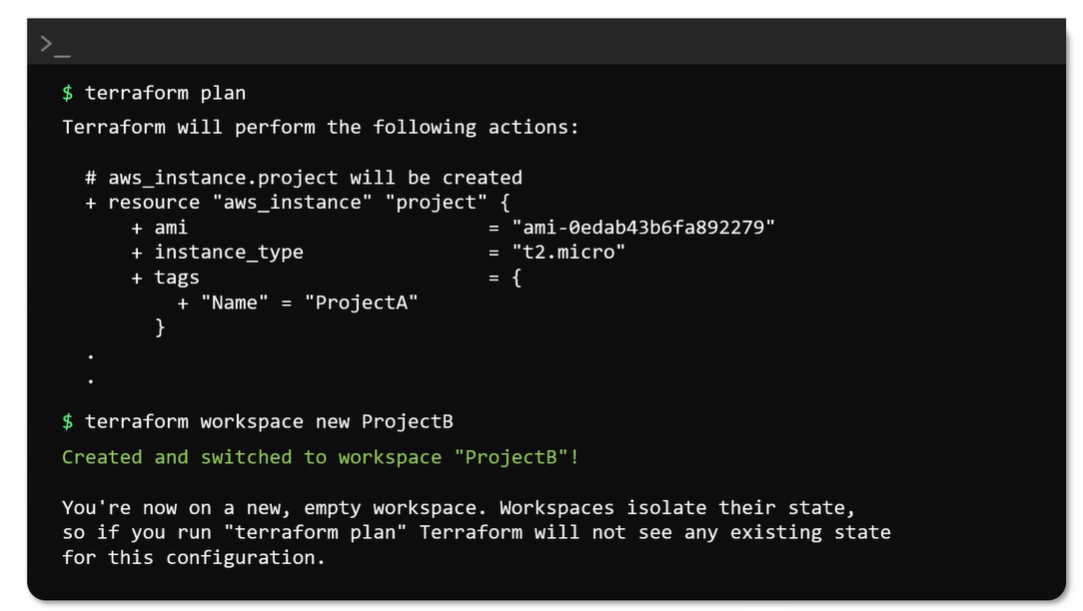 >_
$ terraform plan
Terraform will perform the following actions:
# aws_instance.project will be created
+ resource "aws_instance" "project" {
+ ami = "ami-0edab43b6fa892279"
+ instance_type = "t2.micro"
+ tags = {
+ "Name" = "ProjectA"
}
.
.
$ terraform workspace new ProjectB
Created and switched to workspace "ProjectB"!
You're now on a new, empty workspace. Workspaces isolate their state,
so if you run "terraform plan" Terraform will not see any existing state
for this configuration.